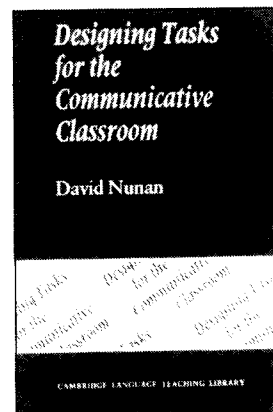 Designing Tasks
for the
Communicative
Classroom
David Nunan
CAMBRIDGE LANGUAGE TEACHING LIBRARY